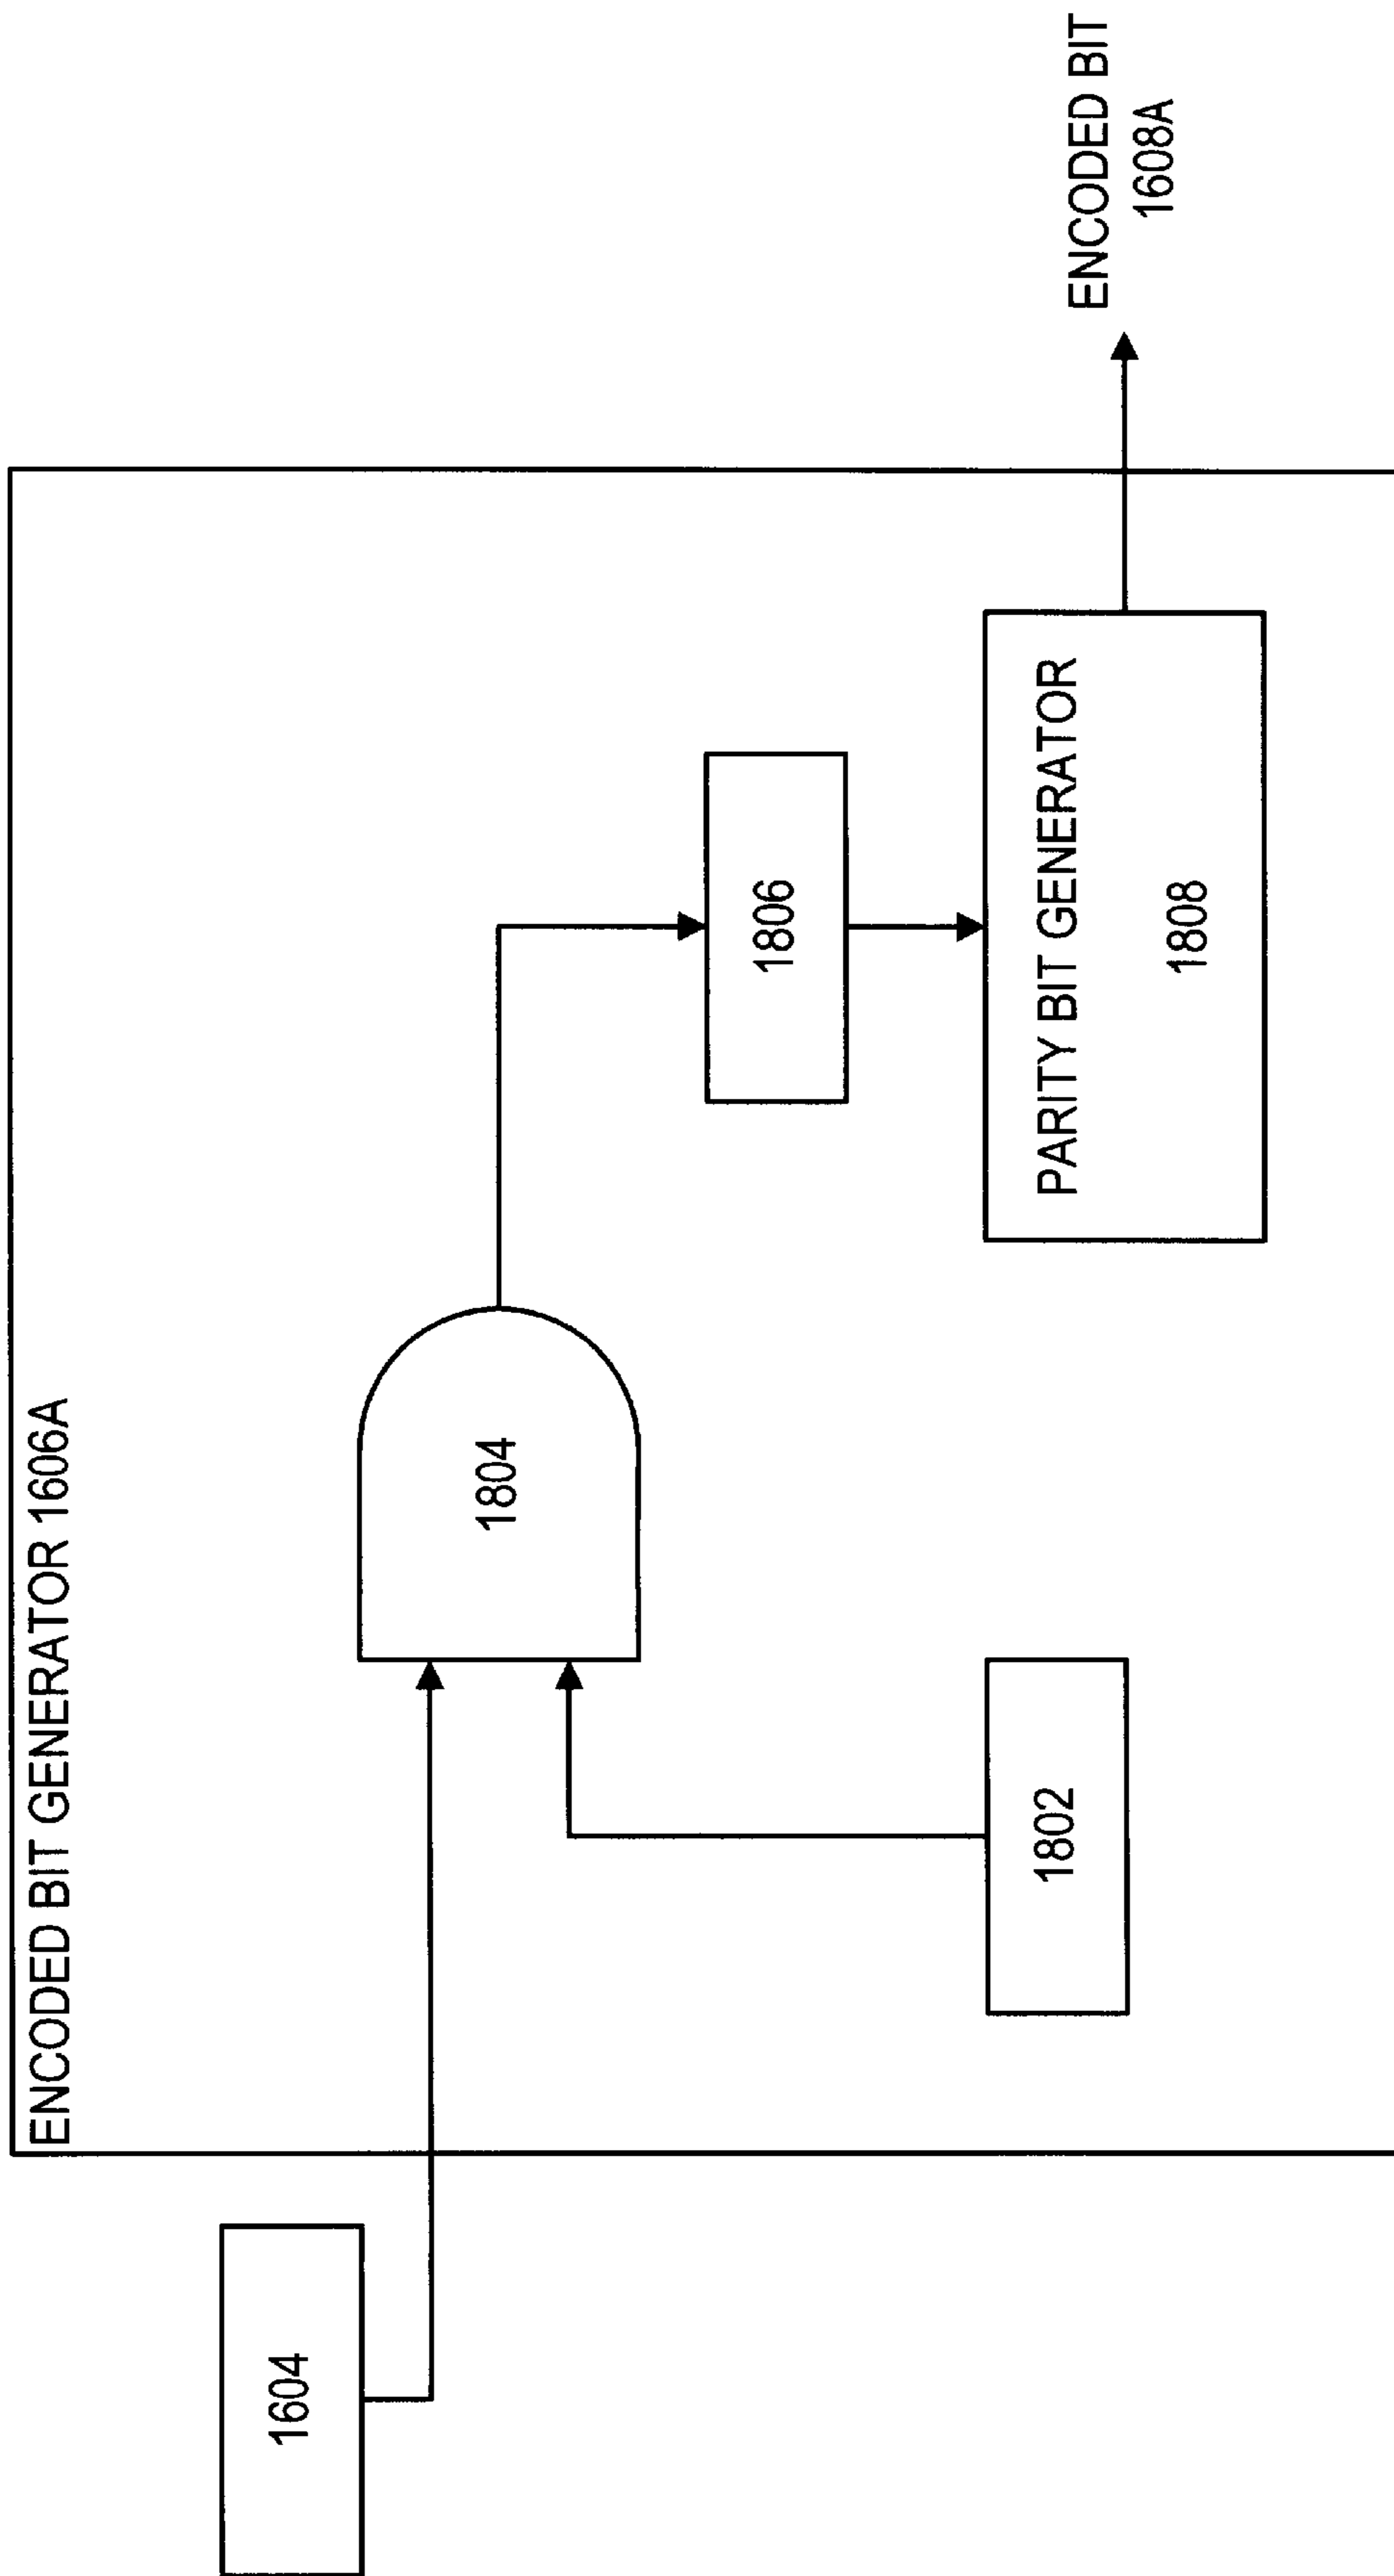 ENCODED BIT GENERATOR 1606A
1604
1804
1802
1806
PARITY BIT GENERATOR
1808
ENCODED BIT
1608A